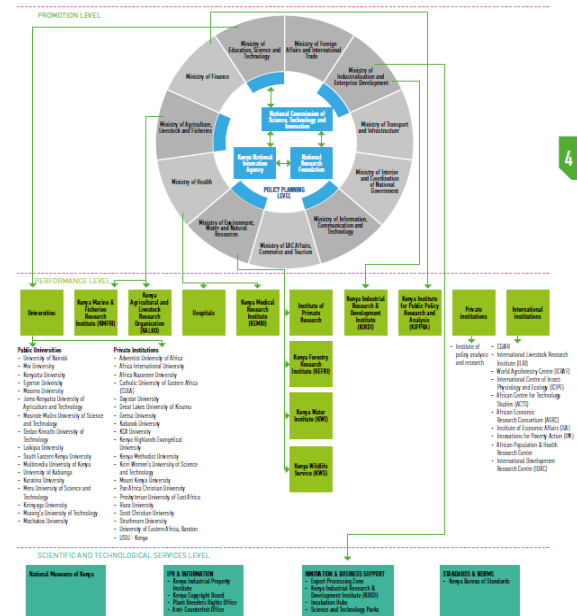 PROMOTION LEVEL
Ministry of
Education, Science and
Technology
Ministry of Foreign
Affairs and International
Trade
Ministry of Finance
Ministry of
Industrialisation and
Enterprise Development
Ministry of Agriculture,
Livestock and Fisheries
National Commission of
Science, Technology and
Innovation
Ministry of Transport
and Infrastructure
4
Kenya National
Innovation
Agency
National
Research
Foundation
Ministry of Health
POLICY PLANNING
LEVEL
Ministry of Interior
and Coordination
of National
Government
Ministry of Environment,
Water and Natural
Resources
Ministry of Information,
Communication and
Technology
Ministry of EAC Affairs,
Commerce and Tourism
PERFORMANCE LEVEL
Universities
Kenya Marine &
Fisheries
Research
Institute (KMFRI)
Kenya
Agricultural and
Livestock
Research
Organization
(KALRO)
Hospitals
Kenya Medical
Research
Institute
(KEMRI)
Institute of
Primate
Research
Kenya Industrial
Research &
Development
Institute
(KIRDI)
Kenya Institute
for Public Policy
Research and
Analysis
(KIPPRA)
Private
institutions
International
institutions
Kenya Forestry
Research
Institute (KEFRI)
Kenya Water
Institute (KWI)
Kenya Wildlife
Service (KWS)
Public Universities
- University of Nairobi
- Moi University
- Kenyatta University
- Egerton University
- Maseno University
- Jomo Kenyatta University of
Agriculture and Technology
- Masinde Muliro University of Science
and Technology
- Dedan Kimathi University of
Technology
- Laikipia University
- South Eastern Kenya University
- Multimedia University of Kenya
- University of Kabianga
- Karatina University
- Meru University of Science and
Technology
- Kirinyaga University
- Murang'a University of Technology
- Machakos University
Private Institutions
- Adventist University of Africa
- Africa International University
- Africa Nazarene University
- Catholic University of Eastern Africa
(CUEA)
- Daystar University
- Great Lakes University of Kisumu
- Gretsa University
- Kabarak University
- KCA University
- Kenya Highlands Evangelical
University
- Kenya Methodist University
- Kiriri Women's University of Science
and Technology
- Mount Kenya University
- Pan Africa Christian University
- Presbyterian University of East Africa
- Riara University
- Scott Christian University
- Strathmore University
- University of Eastern Africa, Baraton
- USIU - Kenya
- Institute of
policy analysis
and research
- CGIAR
- International Livestock Research
Institute (ILRI)
- World Agroforestry Centre (ICRAF)
- International Centre of Insect
Physiology and Ecology (ICIPE)
- African Centre for Technology
Studies (ACTS)
- African Economic
Research Consortium (AERC)
- Institute of Economic Affairs (IEA)
- Innovations for Poverty Action (IPA)
- African Population & Health
Research Center
- International Development
Research Centre (IDRC)
SCIENTIFIC AND TECHNOLOGICAL SERVICES LEVEL
National Museums of Kenya
IPR & INFORMATION
- Kenya Industrial Property
Institute
- Kenya Copyright Board
- Plant Breeders Rights Office
- Anti-Counterfeit Office
INNOVATION & BUSINESS SUPPORT
- Export Processing Zone
- Kenya Industrial Research &
Development Institute (KIRDI)
- Incubation Hubs
- Science and Technology Parks
STANDARDS & NORMS
- Kenya Bureau of Standards